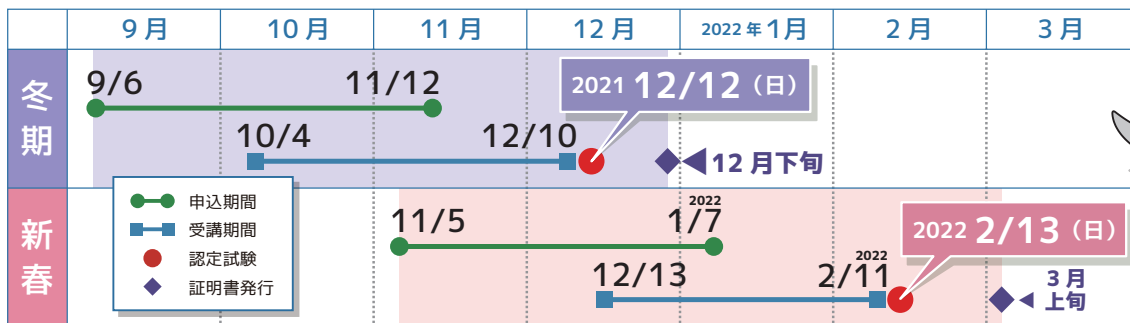 9月 10月 11月 12月 2022年1月 2月 3月
冬期
9/6 11/12
2021 12/12（日）
10/4 12/10
12月下旬
申込期間
受講期間
認定試験
証明書発行
新春
11/5 2022 1/7
2022 2/13（日）
12/13 2022 2/11
3月
上旬